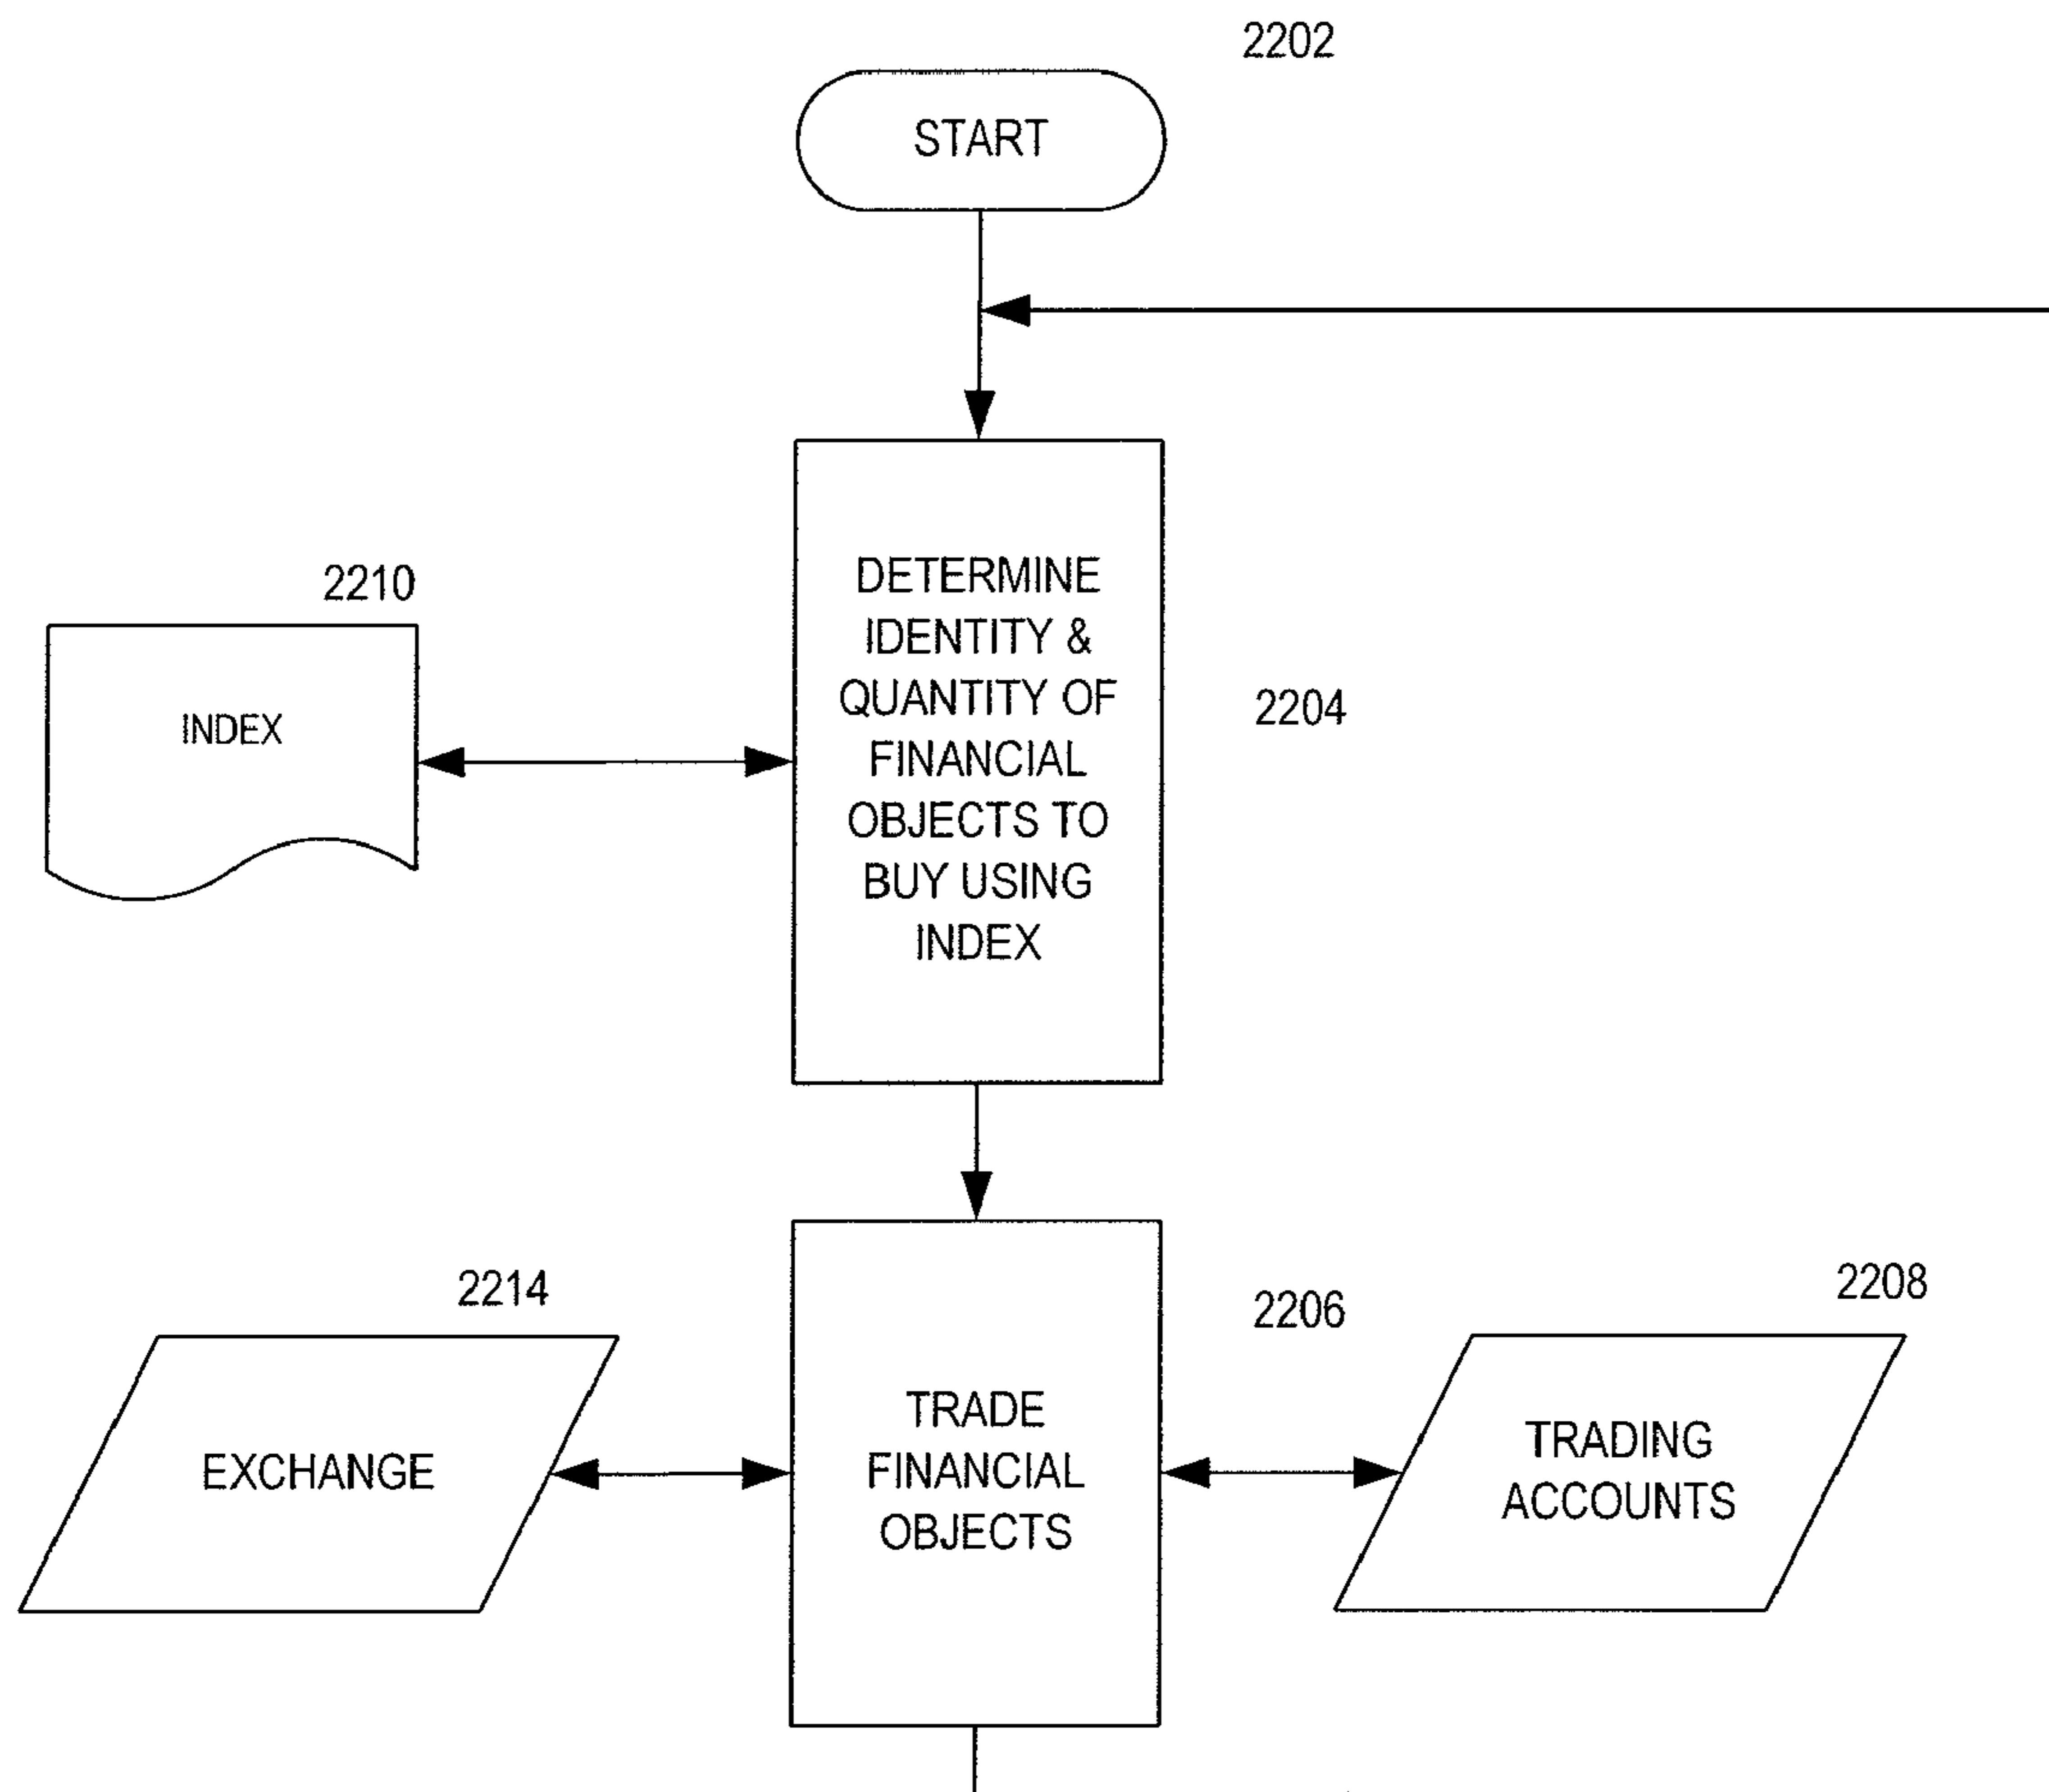 2202
START
2210
INDEX
DETERMINE
IDENTITY &
QUANTITY OF
FINANCIAL
OBJECTS TO
BUY USING
INDEX
2204
2214
EXCHANGE
2206
TRADE
FINANCIAL
OBJECTS
2208
TRADING
ACCOUNTS